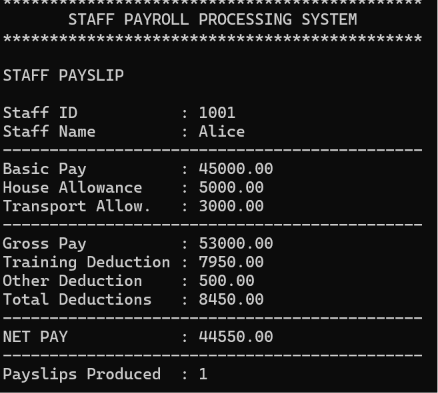 *********************************************
STAFF PAYROLL PROCESSING SYSTEM
*********************************************
STAFF PAYSLIP
Staff ID : 1001
Staff Name : Alice
---------------------------------------------
Basic Pay : 45000.00
House Allowance : 5000.00
Transport Allow. : 3000.00
---------------------------------------------
Gross Pay : 53000.00
Training Deduction : 7950.00
Other Deduction : 500.00
Total Deductions : 8450.00
---------------------------------------------
NET PAY : 44550.00
---------------------------------------------
Payslips Produced : 1